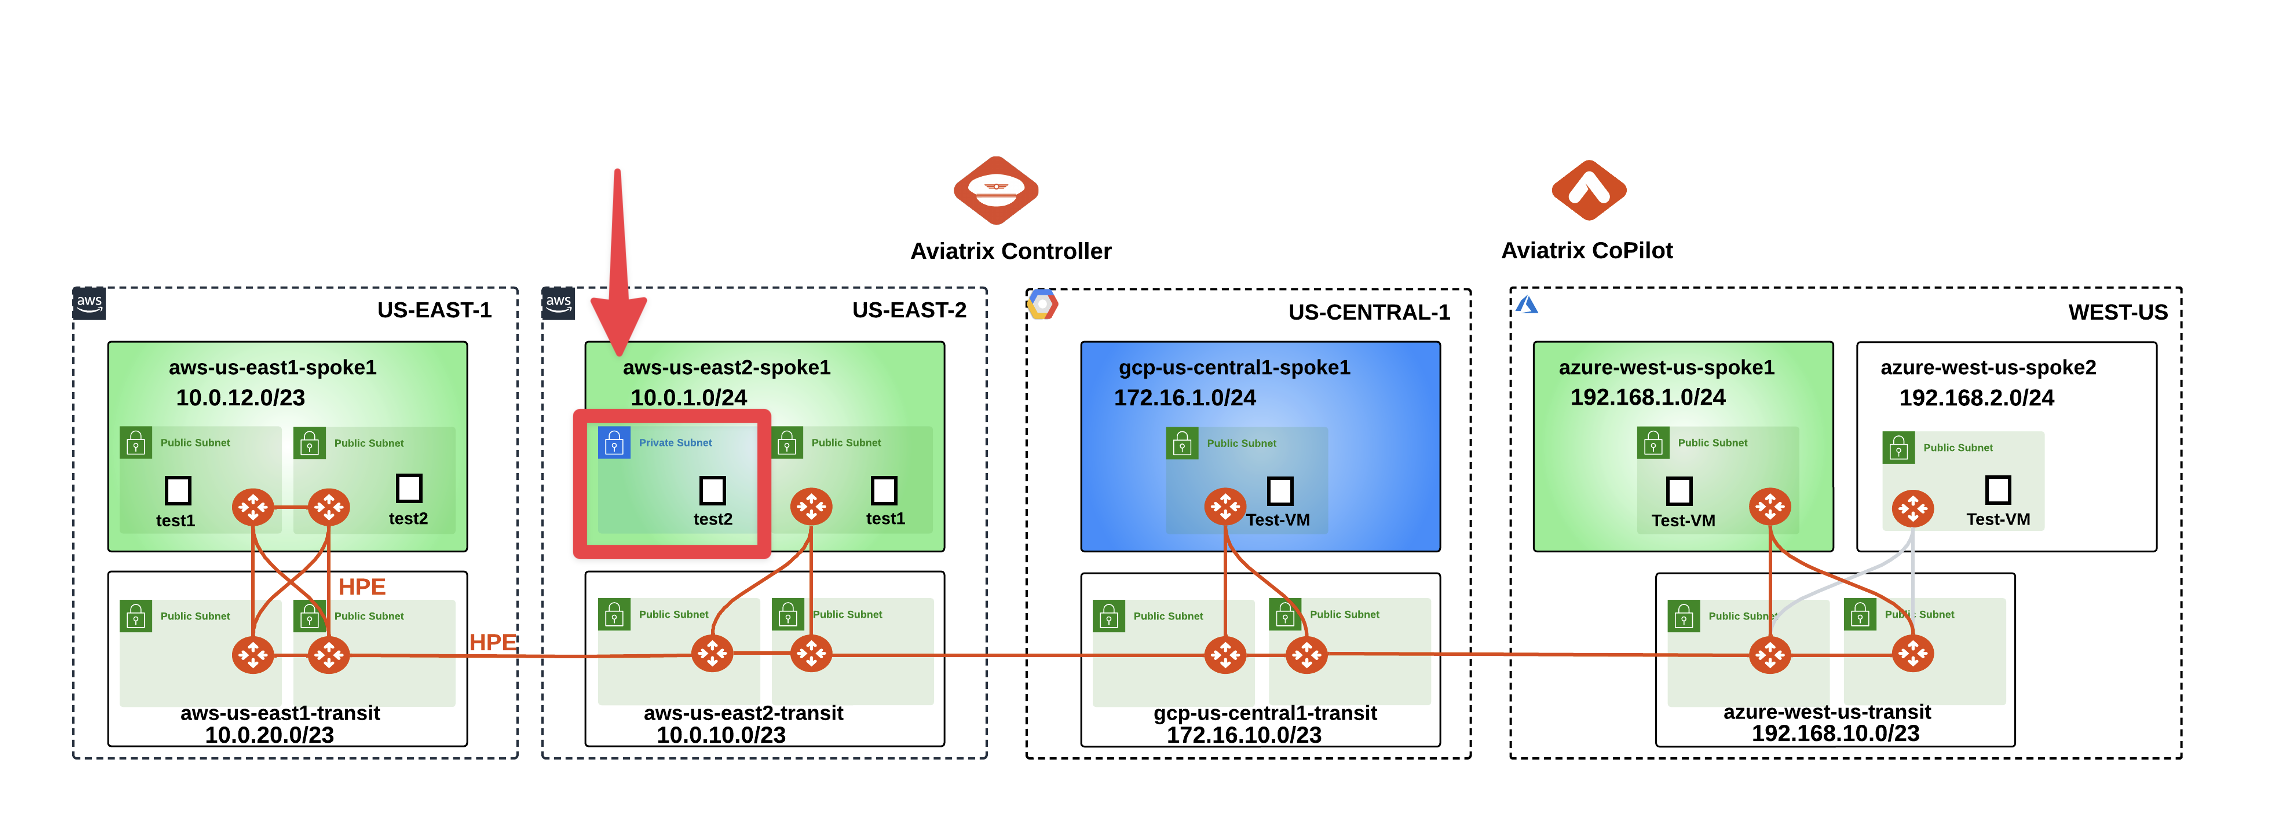 Aviatrix Controller
Aviatrix CoPilot
aws
US-EAST-1
aws-us-east1-spoke1
10.0.12.0/23
Public Subnet
Public Subnet
test1
test2
HPE
Public Subnet
Public Subnet
HPE
aws-us-east1-transit
10.0.20.0/23
aws
US-EAST-2
aws-us-east2-spoke1
10.0.1.0/24
Private Subnet
Public Subnet
test2
test1
Public Subnet
Public Subnet
aws-us-east2-transit
10.0.10.0/23
US-CENTRAL-1
gcp-us-central1-spoke1
172.16.1.0/24
Public Subnet
Test-VM
Public Subnet
Public Subnet
gcp-us-central1-transit
172.16.10.0/23
WEST-US
azure-west-us-spoke1
192.168.1.0/24
Public Subnet
Test-VM
azure-west-us-spoke2
192.168.2.0/24
Public Subnet
Test-VM
Public Subnet
Public Subnet
azure-west-us-transit
192.168.10.0/23